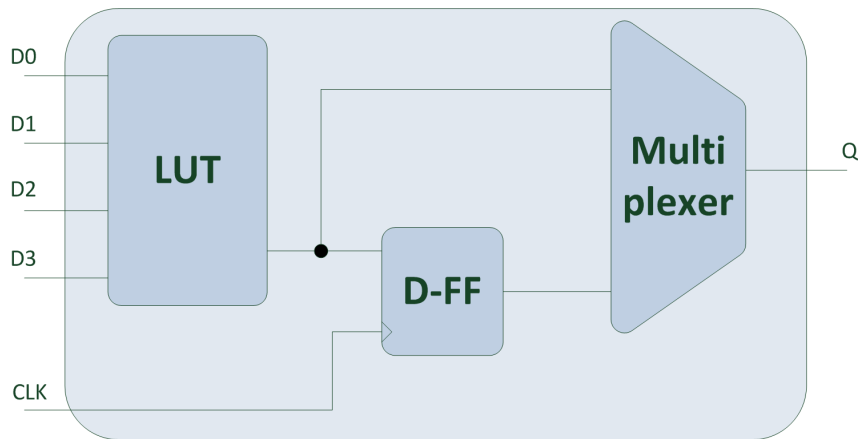 D0
D1
D2
D3
CLK
LUT
D-FF
Multi
plexer
Q